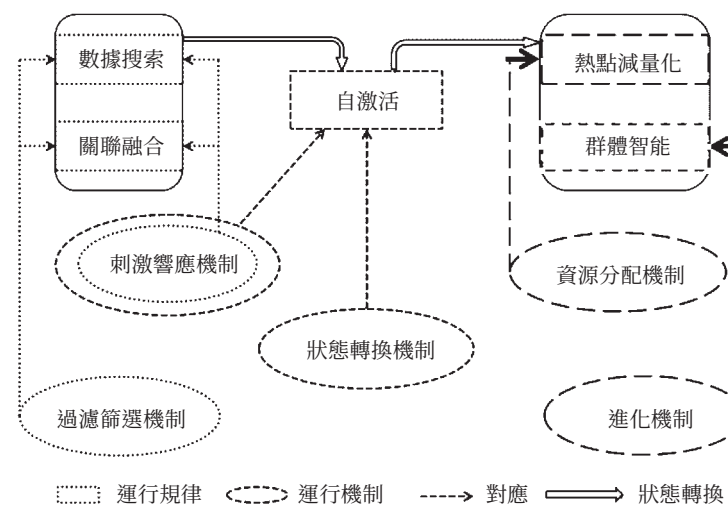 數據搜索
熱點減量化
自激活
關聯融合
群體智能
刺激響應機制
資源分配機制
狀態轉換機制
過濾篩選機制
進化機制
運行規律 運行機制 對應 狀態轉換